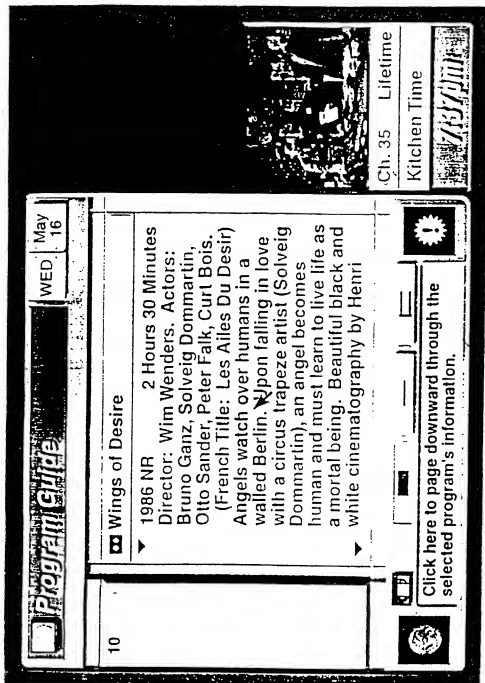 Program Guide
WED
May
16
10
Wings of Desire
1986 NR 2 Hours 30 Minutes
Director: Wim Wenders. Actors:
Bruno Ganz, Solveig Dommartin,
Otto Sander, Peter Falk, Curt Bois.
(French Title: Les Ailes Du Desir)
Angels watch over humans in a
walled Berlin. Upon falling in love
with a circus trapeze artist (Solveig
Dommartin), an angel becomes
human and must learn to live life as
a mortal being. Beautiful black and
white cinematography by Henri
Click here to page downward through the
selected program's information.
Ch. 35 Lifetime
Kitchen Time
7:37pm